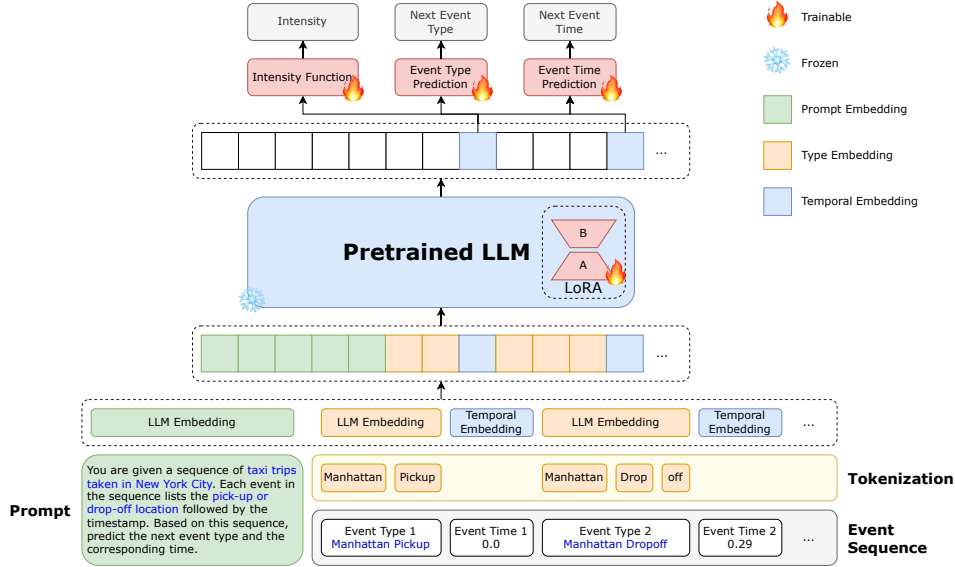 Intensity
Next Event
Type
Next Event
Time
Trainable
Intensity Function
Event Type
Prediction
Event Time
Prediction
Frozen
Prompt Embedding
...
Type Embedding
Temporal Embedding
Pretrained LLM
B
A
LoRA
...
LLM Embedding
LLM Embedding
Temporal
Embedding
LLM Embedding
Temporal
Embedding
...
Prompt
You are given a sequence of taxi trips
taken in New York City. Each event in
the sequence lists the pick-up or
drop-off location followed by the
timestamp. Based on this sequence,
predict the next event type and the
corresponding time.
Manhattan
Pickup
Manhattan
Drop
off
Tokenization
Event Type 1
Manhattan Pickup
Event Time 1
0.0
Event Type 2
Manhattan Dropoff
Event Time 2
0.29
...
Event
Sequence